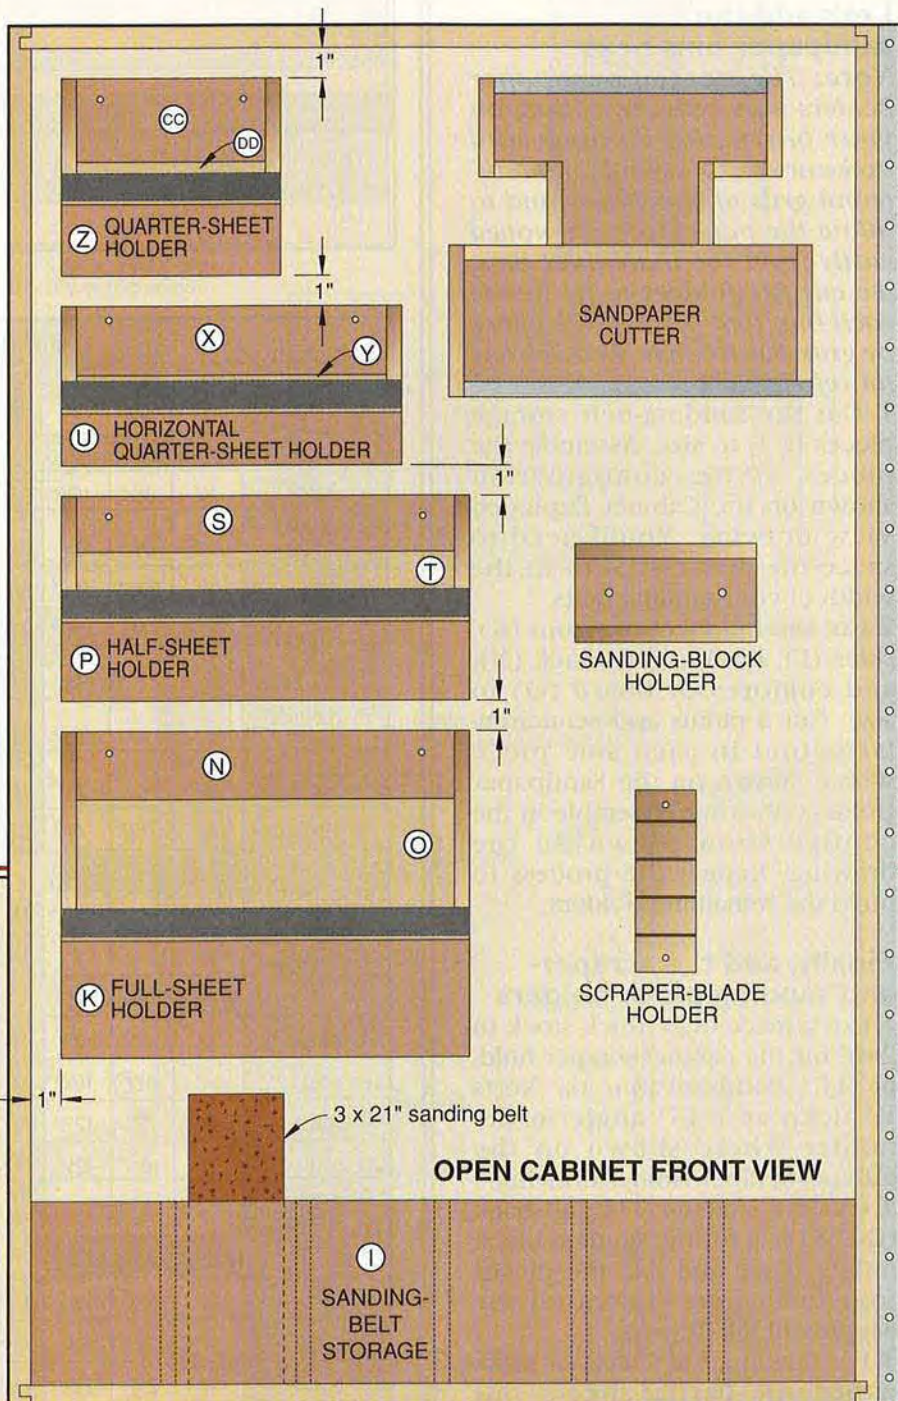 1"
CC
DD
Z QUARTER-SHEET
HOLDER
1"
SANDPAPER
CUTTER
X
Y
U HORIZONTAL
QUARTER-SHEET HOLDER
1"
S
T
P HALF-SHEET
HOLDER
SANDING-BLOCK
HOLDER
1"
N
O
K FULL-SHEET
HOLDER
SCRAPER-BLADE
HOLDER
1"
3 x 21" sanding belt
OPEN CABINET FRONT VIEW
I
SANDING-
BELT
STORAGE